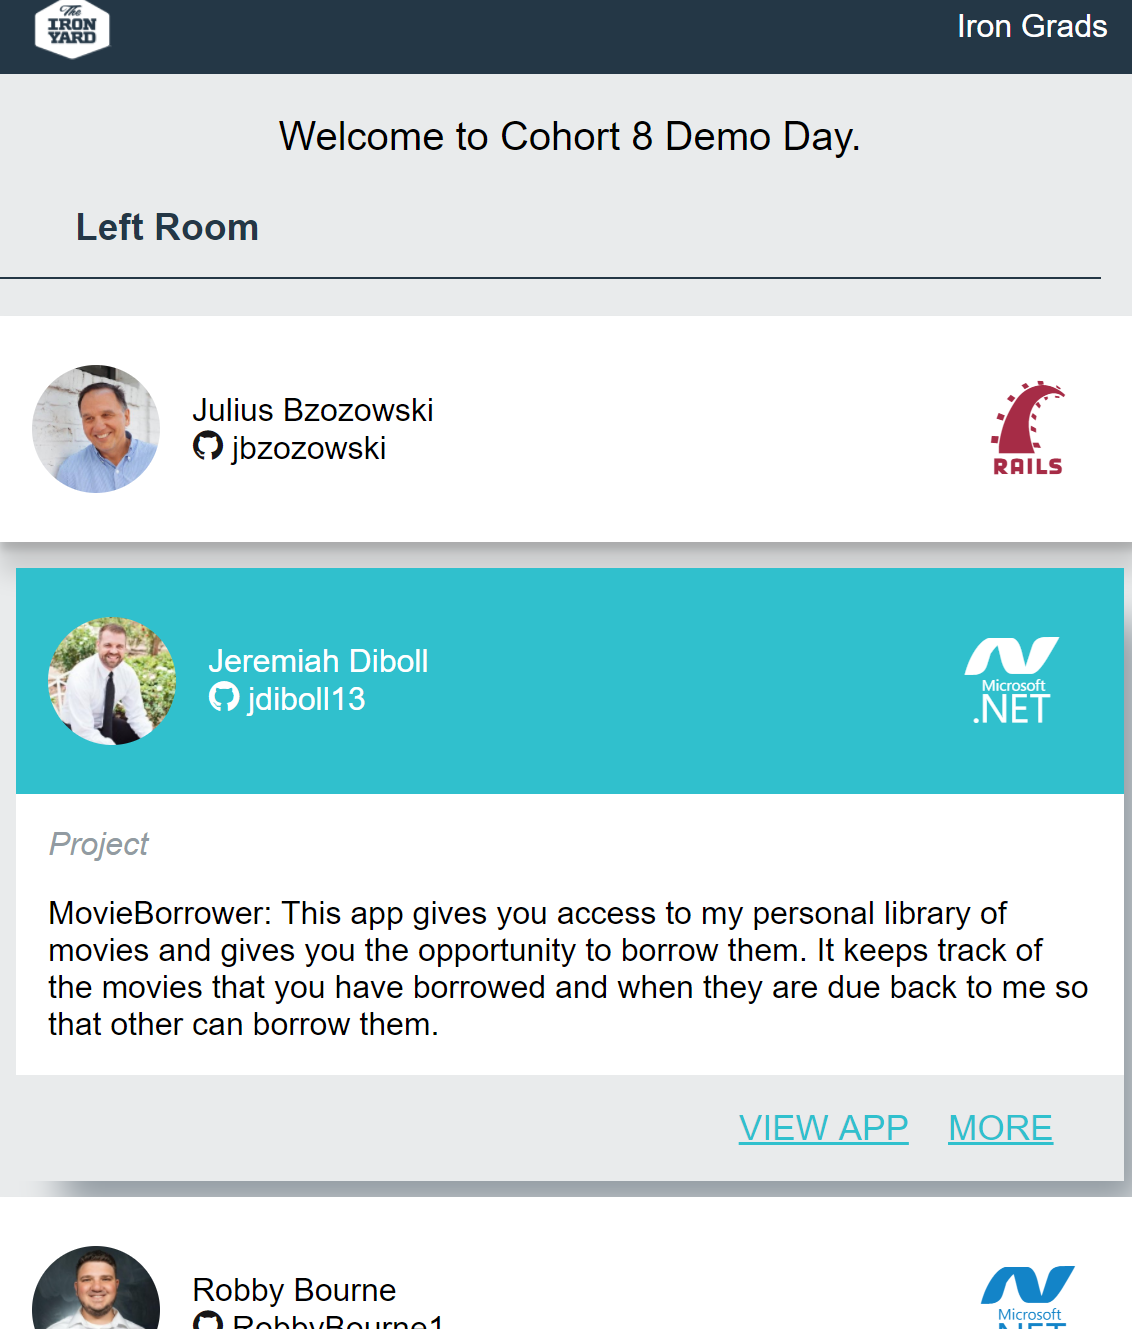 The
IRON
YARD
Iron Grads
Welcome to Cohort 8 Demo Day.
Left Room
Julius Bzozowski
jbzozowski
RAILS
Jeremiah Diboll
jdiboll13
Microsoft
.NET
Project
MovieBorrower: This app gives you access to my personal library of
movies and gives you the opportunity to borrow them. It keeps track of
the movies that you have borrowed and when they are due back to me so
that other can borrow them.
VIEW APP MORE
Robby Bourne
RobbyBourne1
Microsoft
.NET